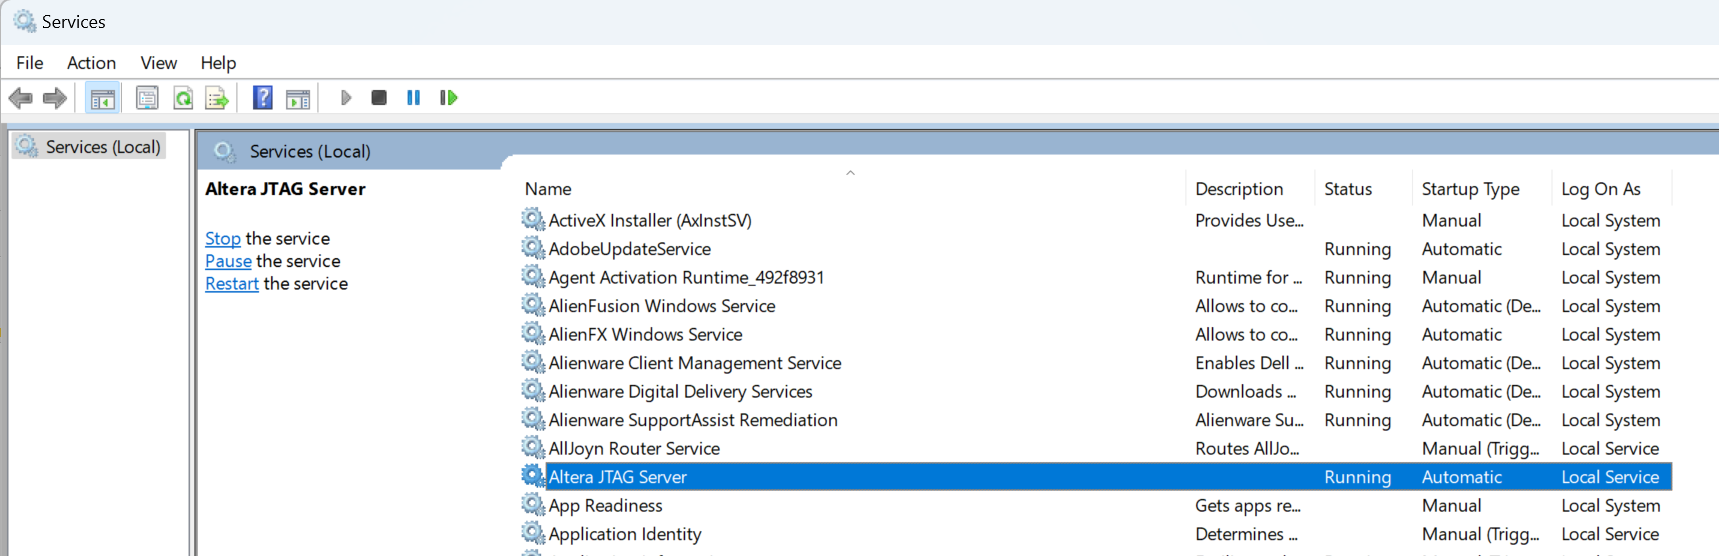 Services
File Action View Help
Services (Local)
Services (Local)
Altera JTAG Server
Stop the service
Pause the service
Restart the service
Name Description Status Startup Type Log On As
ActiveX Installer (AxInstSV) Provides Use... Manual Local System
AdobeUpdateService Running Automatic Local System
Agent Activation Runtime_492f8931 Runtime for ... Running Manual Local System
AlienFusion Windows Service Allows to co... Running Automatic (De... Local System
AlienFX Windows Service Allows to co... Running Automatic Local System
Alienware Client Management Service Enables Dell ... Running Automatic (De... Local System
Alienware Digital Delivery Services Downloads ... Running Automatic (De... Local System
Alienware SupportAssist Remediation Alienware Su... Running Automatic (De... Local System
AllJoyn Router Service Routes AllJo... Manual (Trigg... Local Service
Altera JTAG Server Running Automatic Local Service
App Readiness Gets apps re... Manual Local System
Application Identity Determines ... Manual (Trigg... Local Service